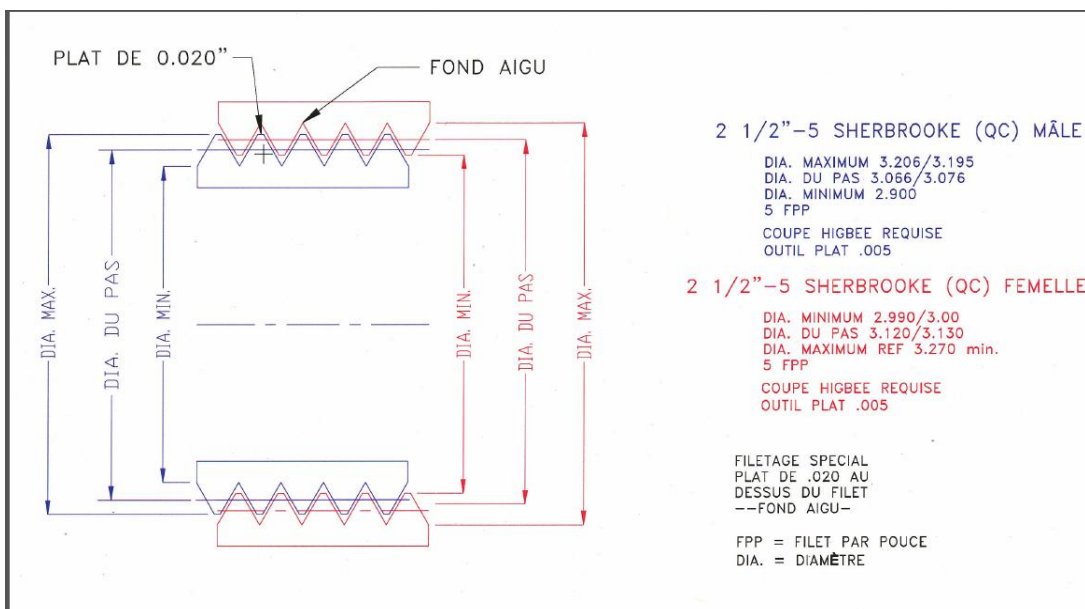 PLAT DE 0.020”
FOND AIGU
DIA. MAX.
DIA. DU PAS
DIA. MIN.
DIA. MIN.
DIA. DU PAS
DIA. MAX.
2 1/2”-5 SHERBROOKE (QC) MÂLE
DIA. MAXIMUM 3.206/3.195
DIA. DU PAS 3.066/3.076
DIA. MINIMUM 2.900
5 FPP
COUPE HIGBEE REQUISE
OUTIL PLAT .005
2 1/2”-5 SHERBROOKE (QC) FEMELLE
DIA. MINIMUM 2.990/3.00
DIA. DU PAS 3.120/3.130
DIA. MAXIMUM REF 3.270 min.
5 FPP
COUPE HIGBEE REQUISE
OUTIL PLAT .005
FILETAGE SPECIAL
PLAT DE .020 AU
DESSUS DU FILET
--FOND AIGU-
FPP = FILET PAR POUCE
DIA. = DIAMÈTRE